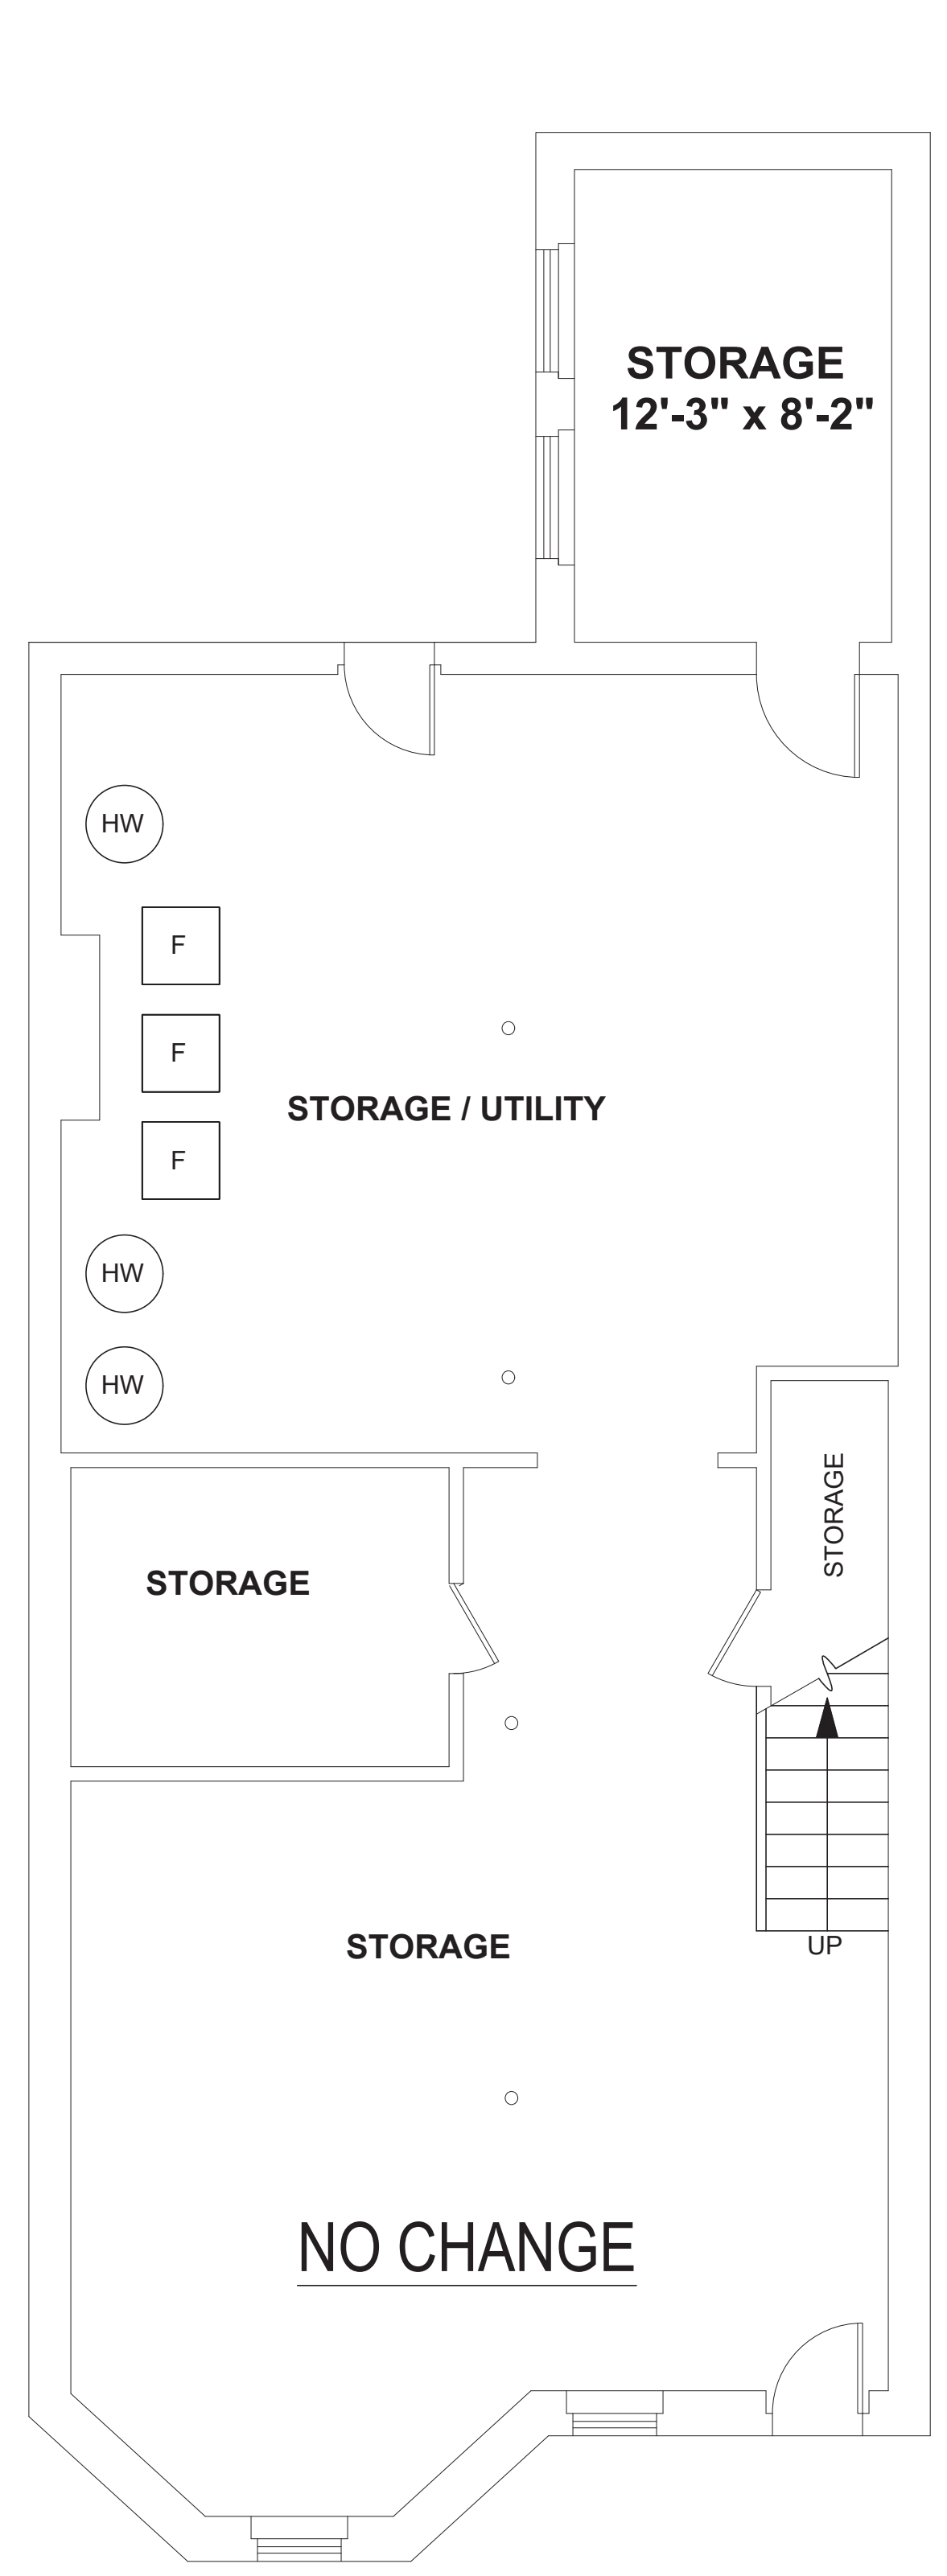 STORAGE
12'-3" x 8'-2"
HW
F
F
STORAGE / UTILITY
F
HW
HW
STORAGE
STORAGE
STORAGE
UP
NO CHANGE